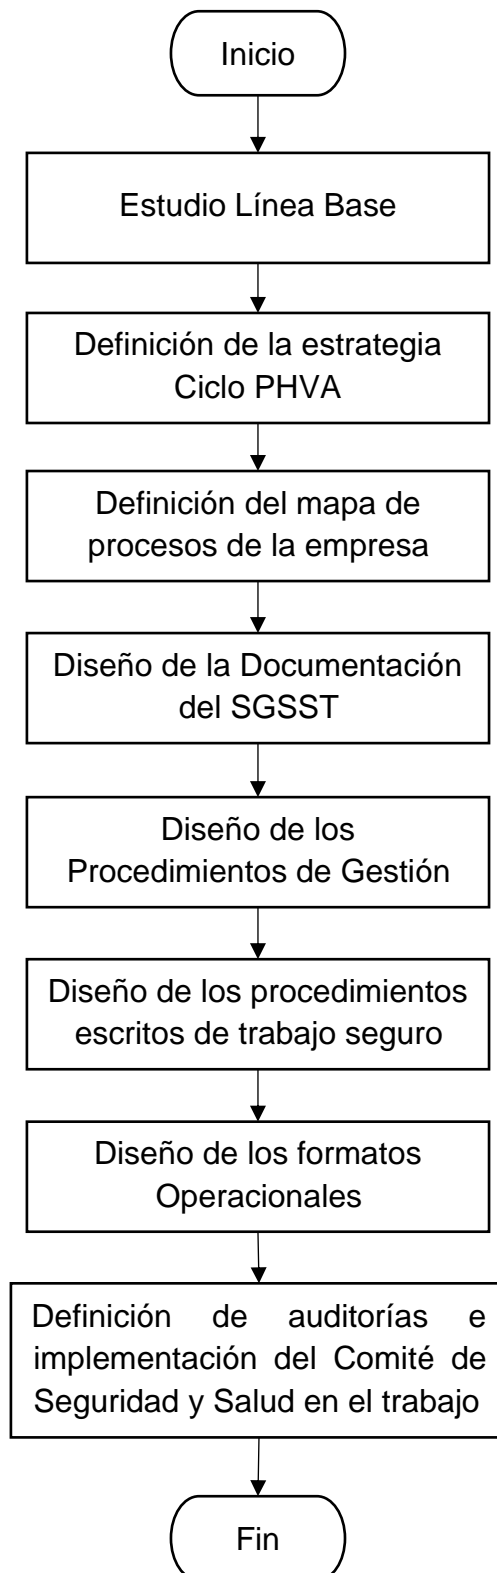 Inicio
Estudio Línea Base
Definición de la estrategia
Ciclo PHVA
Definición del mapa de
procesos de la empresa
Diseño de la Documentación
del SGSST
Diseño de los
Procedimientos de Gestión
Diseño de los procedimientos
escritos de trabajo seguro
Diseño de los formatos
Operacionales
Definición de auditorías e
implementación del Comité de
Seguridad y Salud en el trabajo
Fin